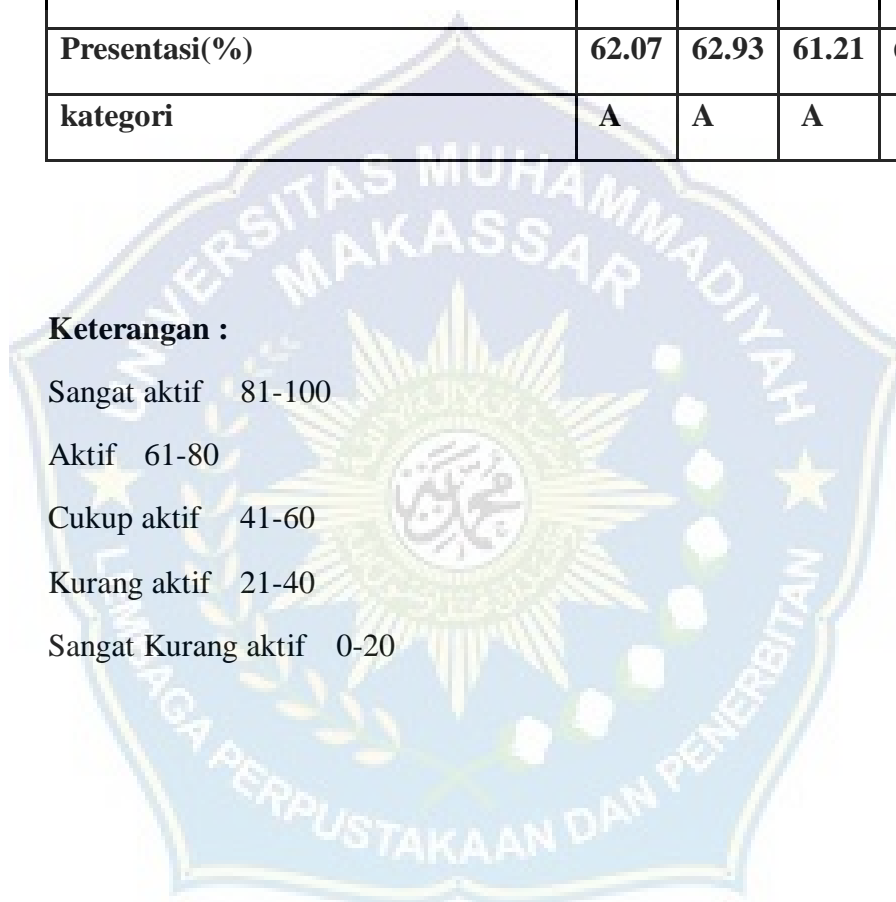 Presentasi(%) 62.07 62.93 61.21
kategori A A A
UNIVERSITAS MUHAMMADIYAH
MAKASSAR
Keterangan :
Sangat aktif 81-100
Aktif 61-80
Cukup aktif 41-60
Kurang aktif 21-40
Sangat Kurang aktif 0-20
LEMBAGA PERPUSTAKAAN DAN PENERBITAN